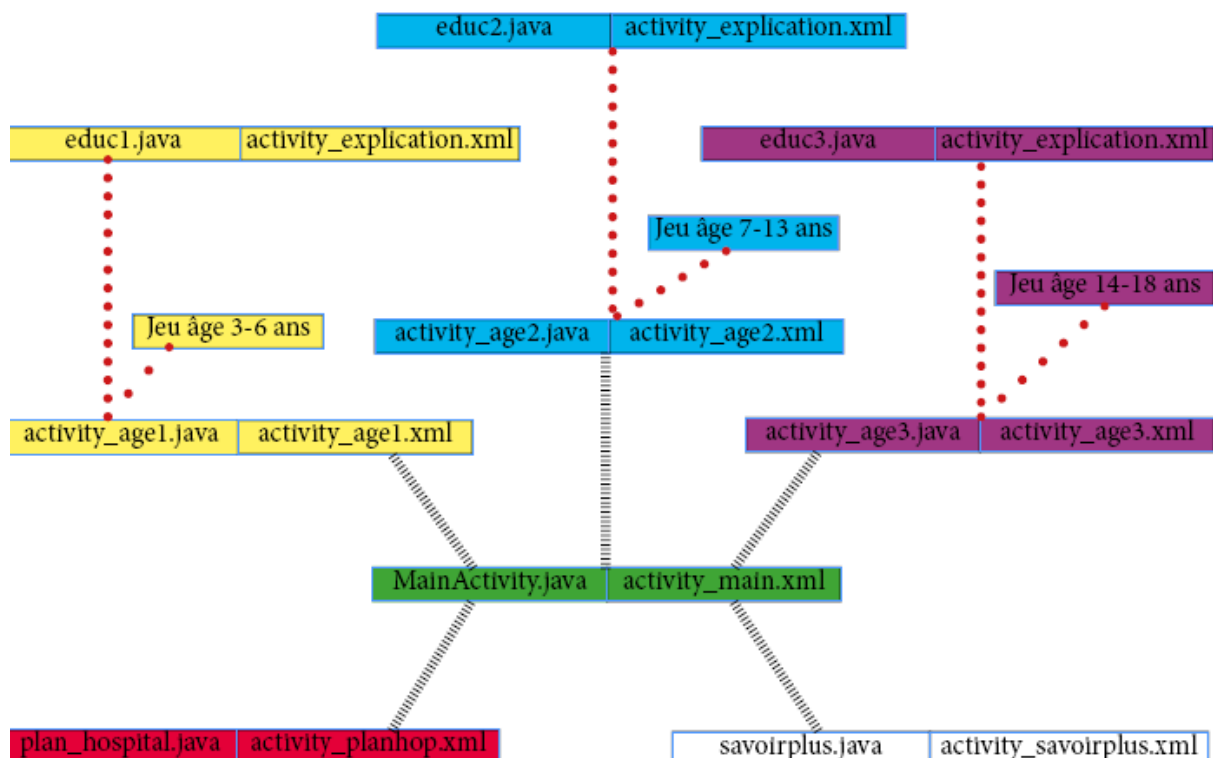 educ2.java activity_explication.xml
educ1.java activity_explication.xml
educ3.java activity_explication.xml
Jeu âge 7-13 ans
Jeu âge 14-18 ans
Jeu âge 3-6 ans
activity_age2.java activity_age2.xml
activity_age1.java activity_age1.xml
activity_age3.java activity_age3.xml
MainActivity.java activity_main.xml
plan_hospital.java activity_planhop.xml
savoirplus.java activity_savoirplus.xml